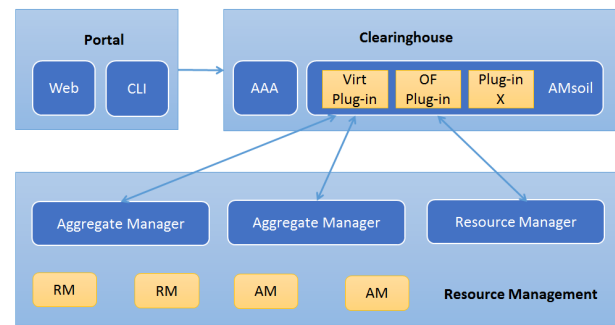 Portal
Clearinghouse
Web
CLI
AAA
Virt
Plug-in
OF
Plug-in
Plug-in
X
AMsoil
Aggregate Manager
Aggregate Manager
Resource Manager
RM
RM
AM
AM
Resource Management